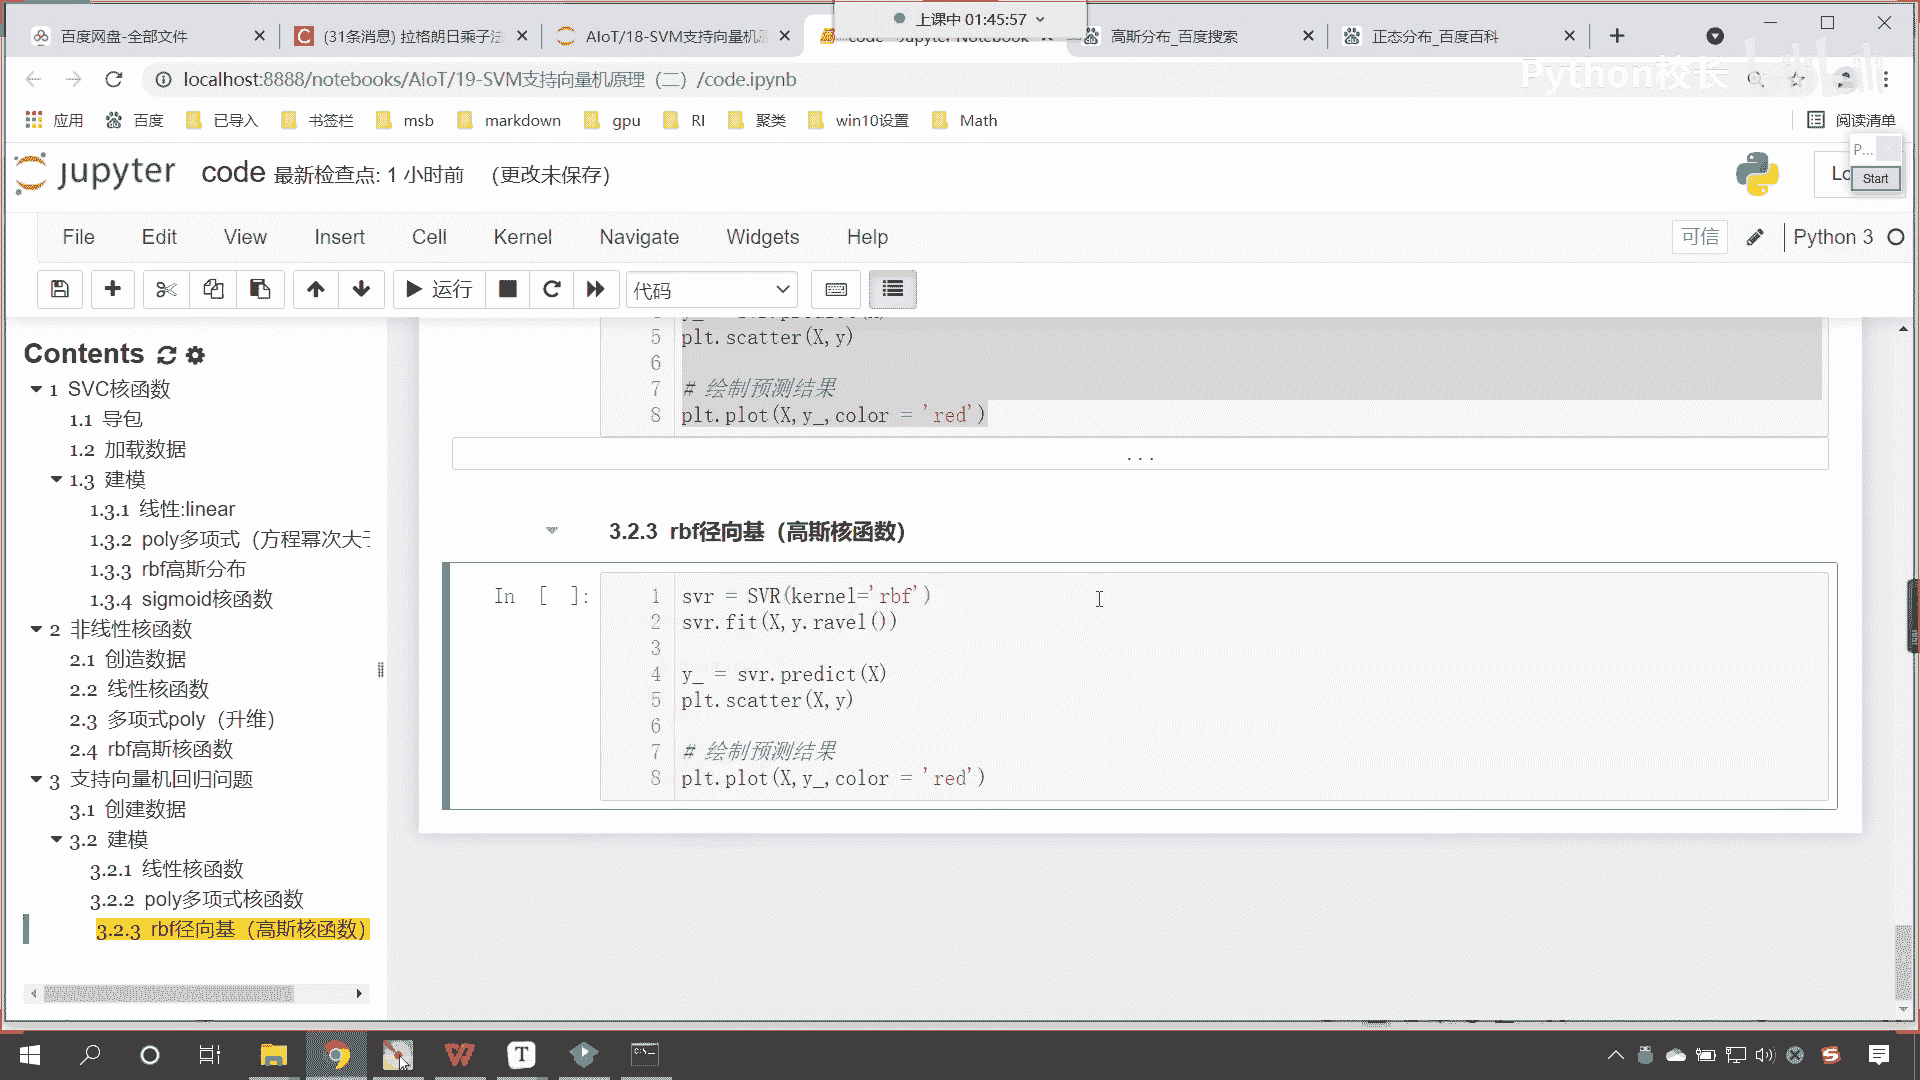 上课中 01:45:57
百度网盘-全部文件
(31条消息) 拉格朗日乘子法
AIoT/18-SVM支持向量机原
code - Jupyter Notebook
高斯分布_百度搜索
正态分布_百度百科
localhost:8888/notebooks/AIoT/19-SVM支持向量机原理（二）/code.ipynb
Python校长
应用
百度
已导入
书签栏
msb
markdown
gpu
RI
聚类
win10设置
Math
阅读清单
P...
Start
jupyter
code 最新检查点: 1 小时前 (更改未保存)
File
Edit
View
Insert
Cell
Kernel
Navigate
Widgets
Help
可信
Python 3
运行
代码
Contents
1 SVC核函数
1.1 导包
1.2 加载数据
1.3 建模
1.3.1 线性:linear
1.3.2 poly多项式（方程幂次大于
1.3.3 rbf高斯分布
1.3.4 sigmoid核函数
2 非线性核函数
2.1 创造数据
2.2 线性核函数
2.3 多项式poly（升维）
2.4 rbf高斯核函数
3 支持向量机回归问题
3.1 创建数据
3.2 建模
3.2.1 线性核函数
3.2.2 poly多项式核函数
3.2.3 rbf径向基（高斯核函数）
5 plt.scatter(X,y)
6
7 # 绘制预测结果
8 plt.plot(X,y_,color = 'red')
...
3.2.3 rbf径向基（高斯核函数）
In [ ]:
1 svr = SVR(kernel='rbf')
2 svr.fit(X,y.ravel())
3
4 y_ = svr.predict(X)
5 plt.scatter(X,y)
6
7 # 绘制预测结果
8 plt.plot(X,y_,color = 'red')